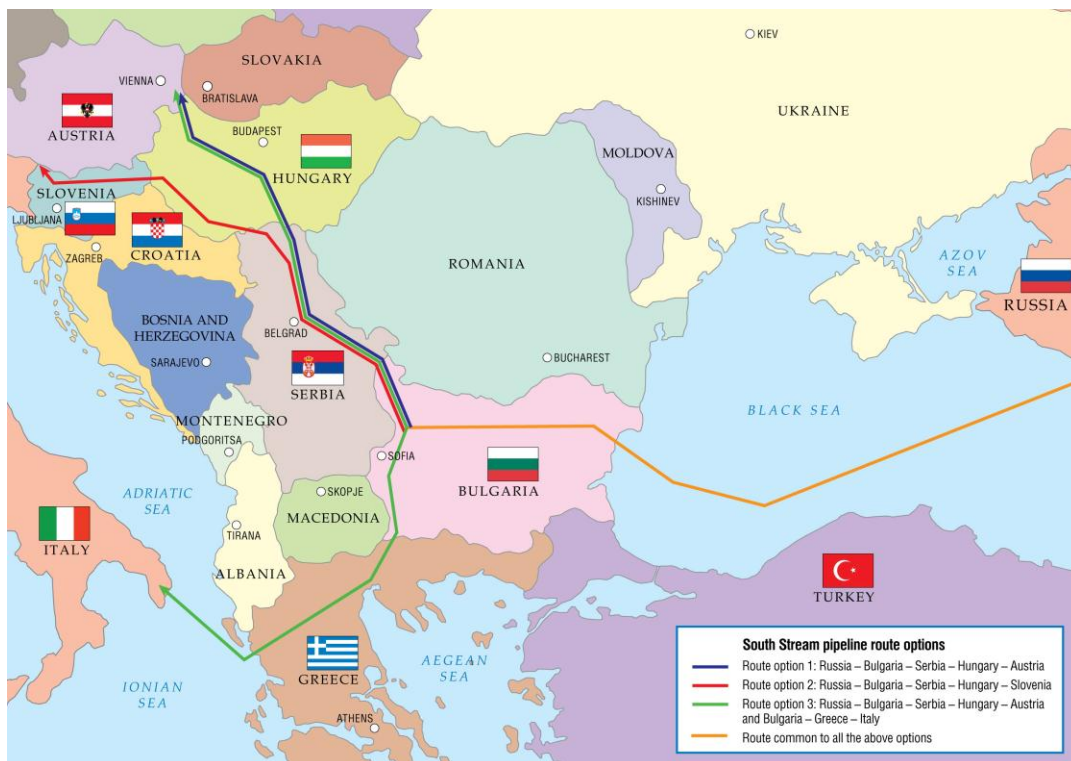 KIEV
SLOVAKIA
VIENNA
BRATISLAVA
UKRAINE
AUSTRIA
BUDAPEST
MOLDOVA
HUNGARY
KISHINEV
SLOVENIA
LJUBLJANA
CROATIA
ZAGREB
ROMANIA
AZOV
SEA
RUSSIA
BOSNIA AND
HERZEGOVINA
BELGRAD
SARAJEVO
BUCHAREST
SERBIA
BLACK SEA
MONTENEGRO
PODGORITSA
SOFIA
BULGARIA
SKOPJE
ADRIATIC
SEA
MACEDONIA
TIRANA
ITALY
ALBANIA
TURKEY
GREECE
AEGEAN
SEA
IONIAN
SEA
ATHENS
South Stream pipeline route options
Route option 1: Russia – Bulgaria – Serbia – Hungary – Austria
Route option 2: Russia – Bulgaria – Serbia – Hungary – Slovenia
Route option 3: Russia – Bulgaria – Serbia – Hungary – Austria
and Bulgaria – Greece – Italy
Route common to all the above options